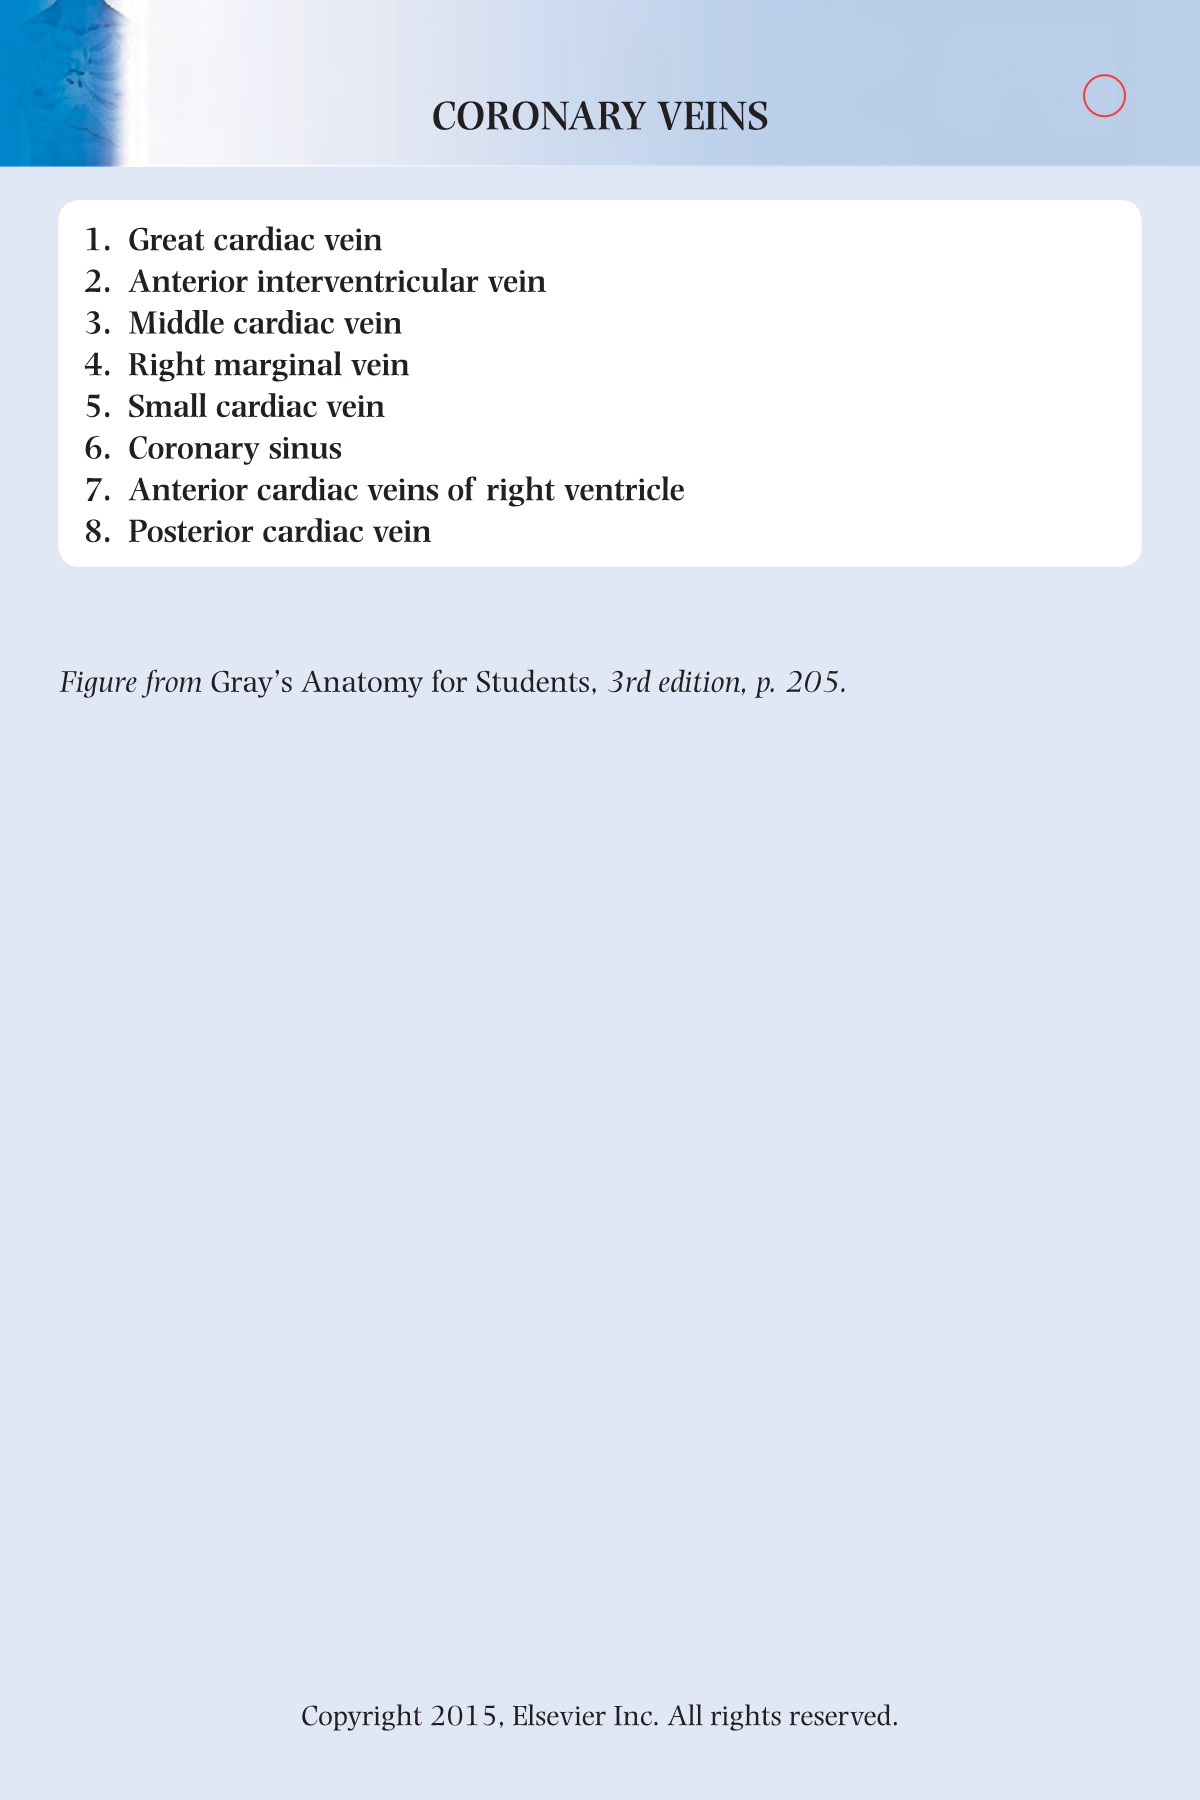 CORONARY VEINS
1. Great cardiac vein
2. Anterior interventricular vein
3. Middle cardiac vein
4. Right marginal vein
5. Small cardiac vein
6. Coronary sinus
7. Anterior cardiac veins of right ventricle
8. Posterior cardiac vein
Figure from Gray’s Anatomy for Students, 3rd edition, p. 205.
Copyright 2015, Elsevier Inc. All rights reserved.